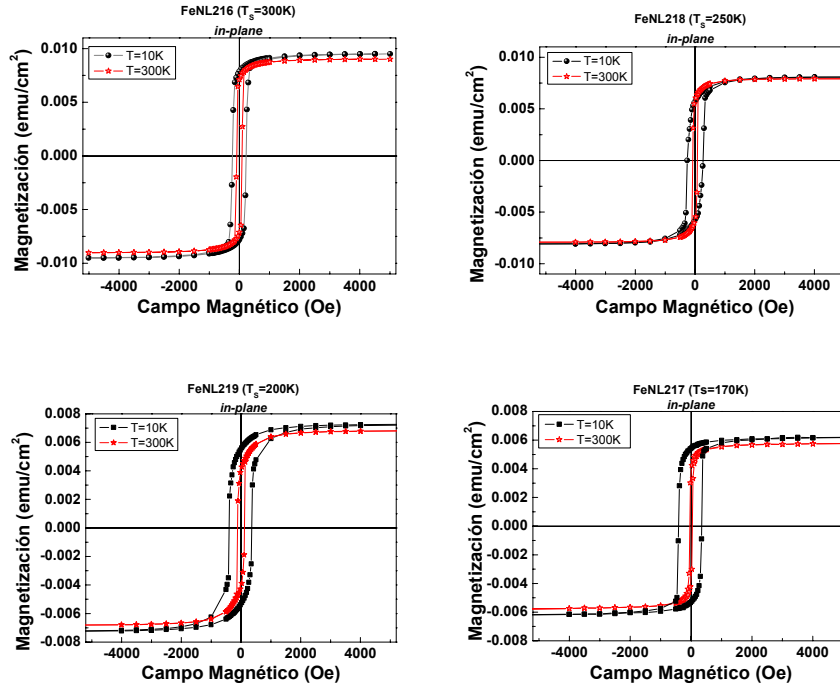 FeNL216 (TS=300K)
in-plane
T=10K
T=300K
0.010
0.005
0.000
-0.005
-0.010
Magnetización (emu/cm²)
-4000 -2000 0 2000 4000
Campo Magnético (Oe)
FeNL218 (TS=250K)
in-plane
T=10K
T=300K
0.010
0.005
0.000
-0.005
-0.010
Magnetización (emu/cm²)
-4000 -2000 0 2000 4000
Campo Magnético (Oe)
FeNL219 (TS=200K)
in-plane
T=10K
T=300K
0.008
0.006
0.004
0.002
0.000
-0.002
-0.004
-0.006
-0.008
Magnetización (emu/cm²)
-4000 -2000 0 2000 4000
Campo Magnético (Oe)
FeNL217 (Ts=170K)
in-plane
T=10K
T=300K
0.008
0.006
0.004
0.002
0.000
-0.002
-0.004
-0.006
-0.008
Magnetización (emu/cm²)
-4000 -2000 0 2000 4000
Campo Magnético (Oe)